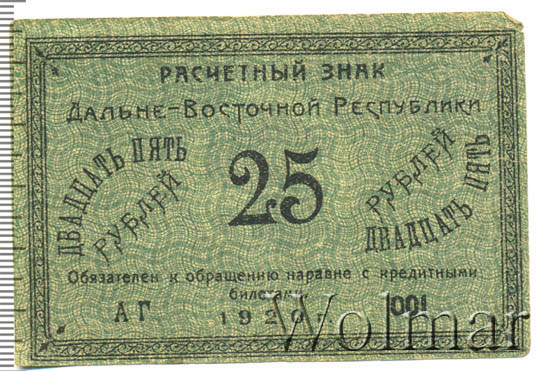 РАСЧЕТНЫЙ ЗНАК
ДАЛЬНЕ-ВОСТОЧНОЙ РЕСПУБЛИКИ
ДВАДЦАТЬ ПЯТЬ
РУБЛЕЙ
25
РУБЛЕЙ
ДВАДЦАТЬ ПЯТЬ
Обязателен к обращению наравне с кредитными
билетами.
АГ 1920 г. 1001
Wolmar